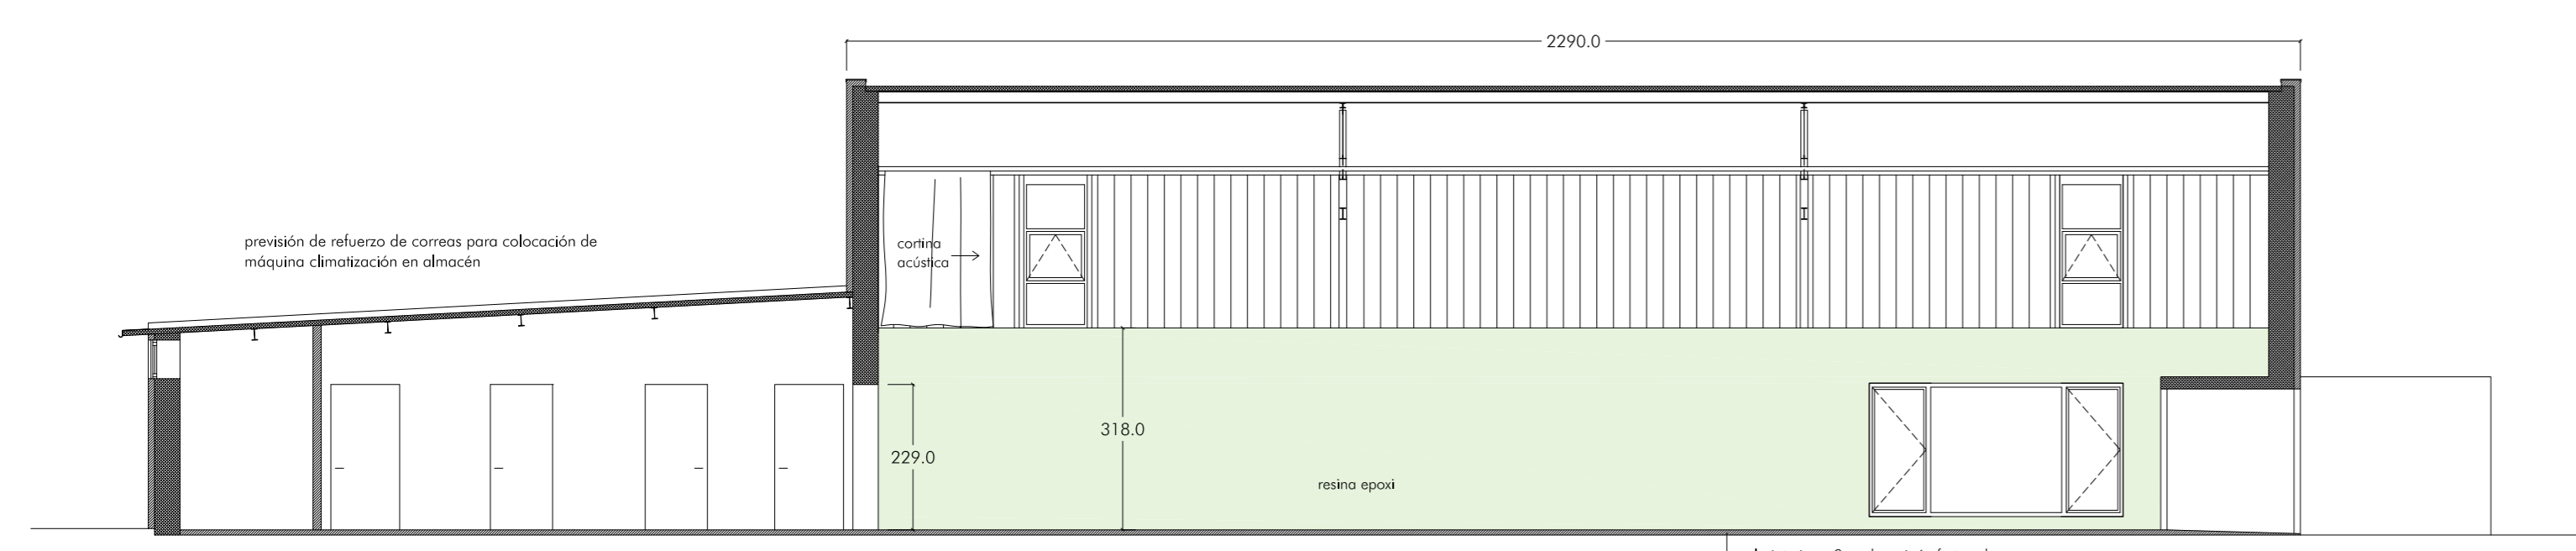 2290.0
previsión de refuerzo de correas para colocación de
máquina climatización en almacén
cortina
acústica
318.0
229.0
resina epoxi